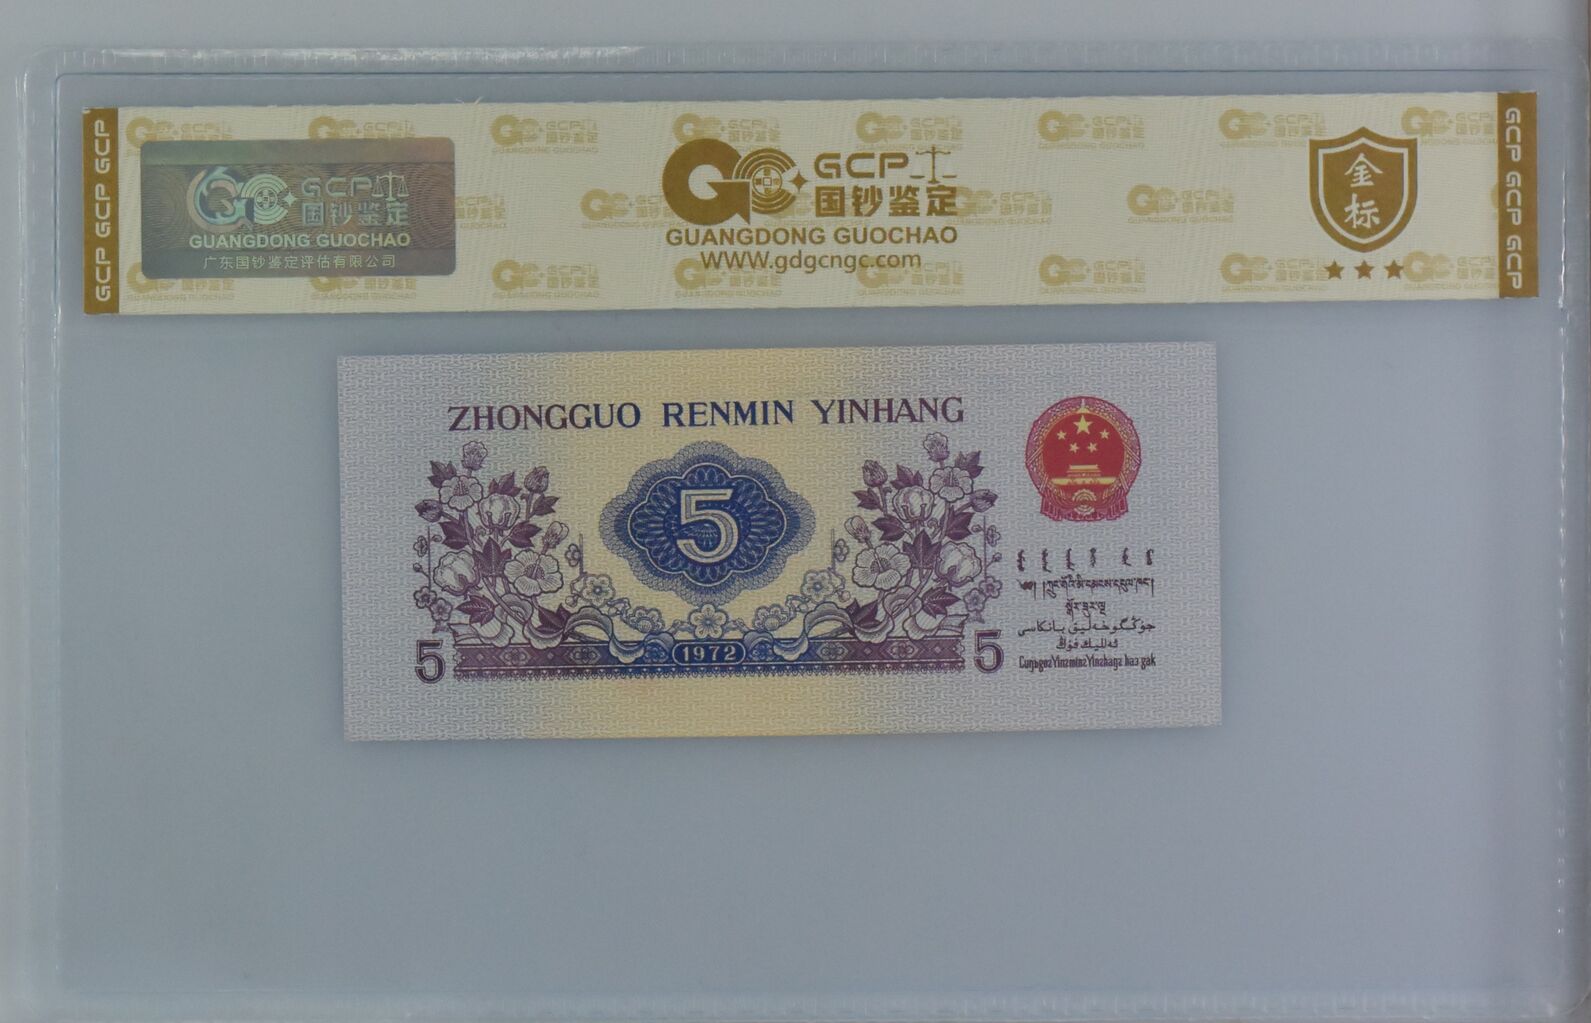 GCP GCP GCP
GCP
国钞鉴定
GUANGDONG GUOCHAO
广东国钞鉴定评估有限公司
GCP
国钞鉴定
GUANGDONG GUOCHAO
WWW.gdgcngc.com
金
标
GCP GCP GCP
ZHONGGUO RENMIN YINHANG
5
5
1972
5
جۇڭگوخەلىق بانكاسى